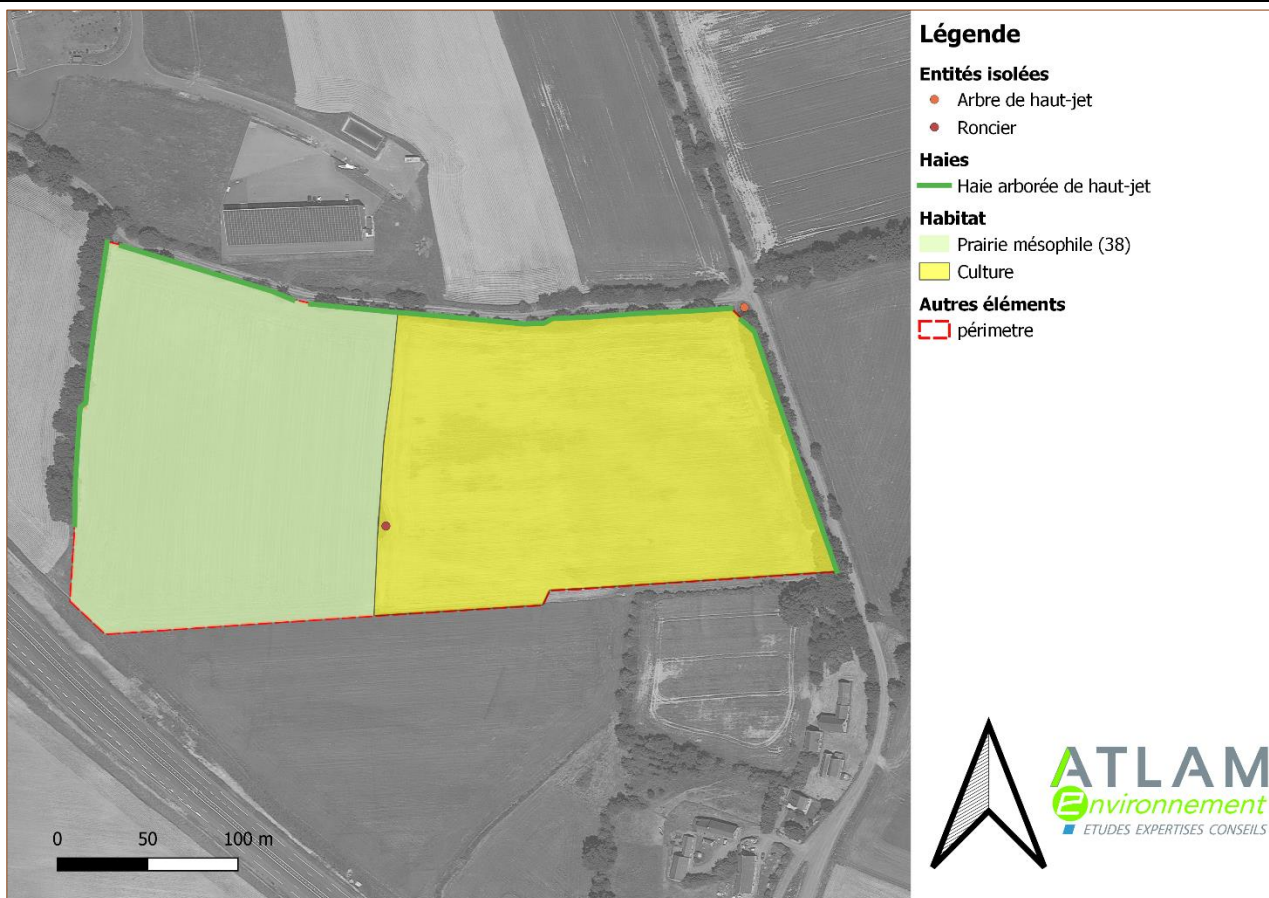 Légende
Entités isolées
Arbre de haut-jet
Roncier
Haies
Haie arborée de haut-jet
Habitat
Prairie mésophile (38)
Culture
Autres éléments
périmetre
0 50 100 m
ATLAM
environnement
ETUDES EXPERTISES CONSEILS